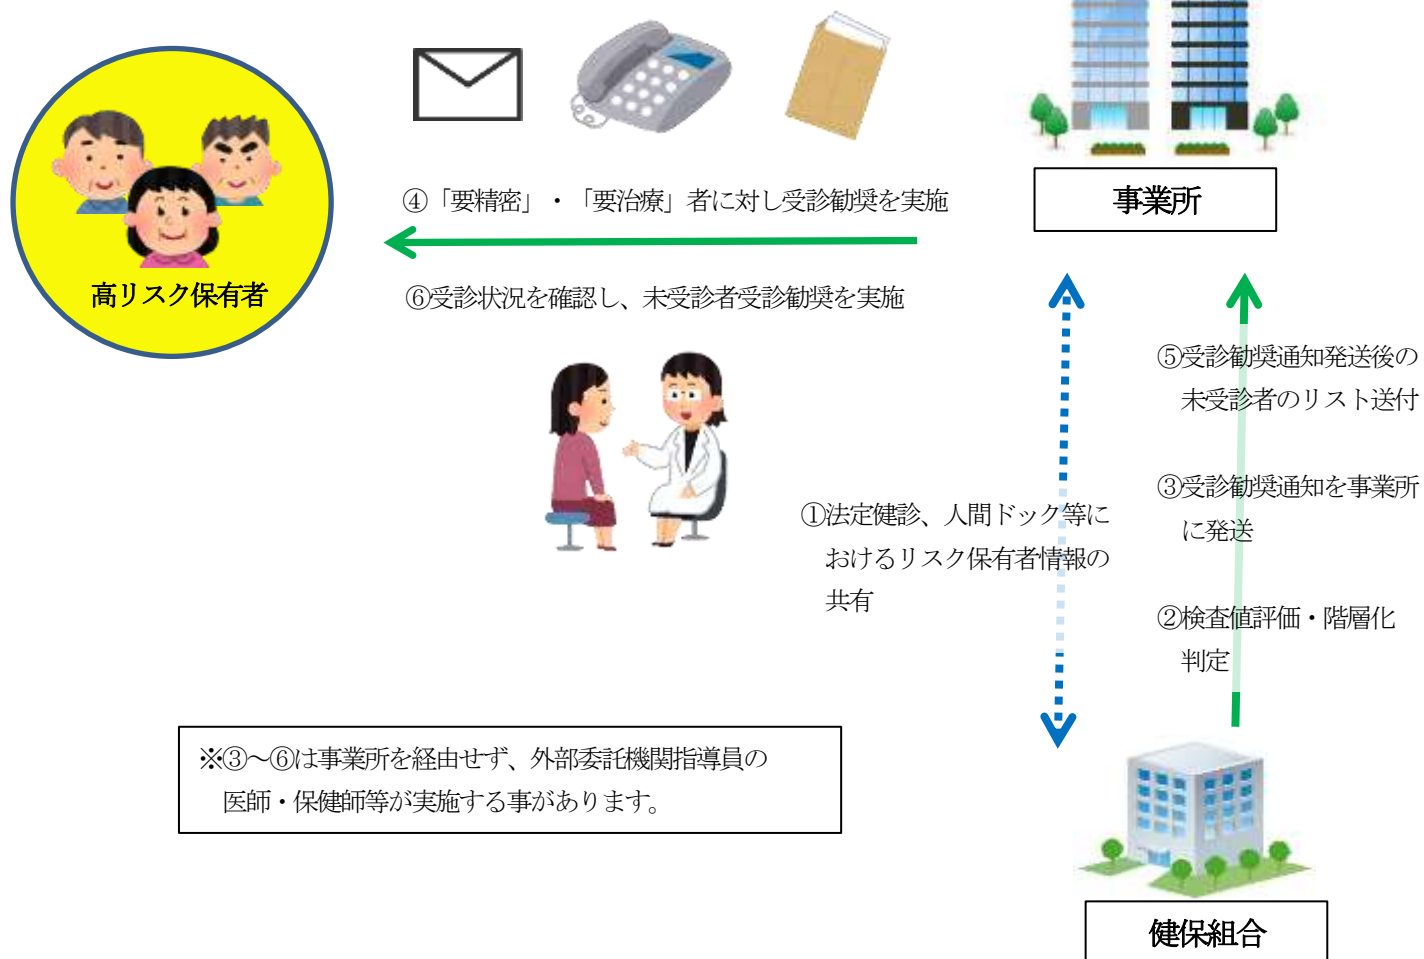 ④「要精密」・「要治療」者に対し受診勧奨を実施
事業所
高リスク保有者
⑥受診状況を確認し、未受診者受診勧奨を実施
⑤受診勧奨通知発送後の
未受診者のリスト送付
③受診勧奨通知を事業所
に発送
①法定健診、人間ドック等に
おけるリスク保有者情報の
共有
②検査値評価・階層化
判定
※③～⑥は事業所を経由せず、外部委託機関指導員の
医師・保健師等が実施する事があります。
健保組合